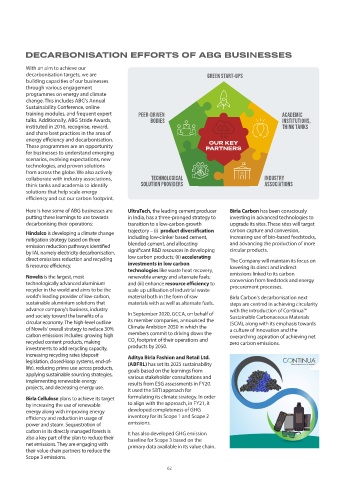 DECARBONISATION EFFORTS OF ABG BUSINESSES
With an aim to achieve our
decarbonisation targets, we are
building capacities of our businesses
through various engagement
programmes on energy and climate
change. This includes ABG's Annual
Sustainability Conference, online
training modules, and frequent expert
talks. Additionally, ABG Stride Awards,
instituted in 2016, recognise, reward,
and share best practices in the area of
energy efficiency and decarbonisation.
These programmes are an opportunity
for businesses to understand emerging
scenarios, evolving expectations, new
technologies, and proven solutions
from across the globe. We also actively
collaborate with industry associations,
think tanks and academia to identify
solutions that help scale energy
efficiency and cut our carbon footprint.
GREEN START-UPS
PEER-DRIVEN
BODIES
ACADEMIC
INSTITUTIONS,
THINK TANKS
OUR KEY
PARTNERS
TECHNOLOGICAL
SOLUTION PROVIDERS
INDUSTRY
ASSOCIATIONS
Here is how some of ABG businesses are
putting these learnings to use towards
decarbonising their operations:
Hindalco is developing a climate change
mitigation strategy based on three
emission reduction pathways identified
by IAI, namely electricity decarbonisation,
direct emissions reduction and recycling
& resource efficiency.
Novelis is the largest, most
technologically advanced aluminium
recycler in the world and aims to be the
world's leading provider of low carbon,
sustainable aluminium solutions that
advance company's business, industry
and society toward the benefits of a
circular economy. The high level outline
of Novelis' overall strategy to reduce 30%
carbon emissions includes: growing high
recycled content products, making
investments to add recycling capacity,
increasing recycling rates (deposit
legislation, closed-loop systems, end-of-
life), reducing prime use across products,
applying sustainable sourcing strategies,
implementing renewable energy
projects, and decreasing energy use.
Birla Cellulose plans to achieve its target
by increasing the use of renewable
energy along with improving energy
efficiency and reduction in usage of
power and steam. Sequestration of
carbon in its directly managed forests is
also a key part of the plan to reduce their
net emissions. They are engaging with
their value chain partners to reduce the
Scope 3 emissions.
UltraTech, the leading cement producer
in India, has a three-pronged strategy to
transition to a low-carbon growth
trajectory – (i) product diversification
including low-clinker based cement,
blended cement, and allocating
significant R&D resources in developing
low carbon products; (ii) accelerating
investments in low carbon
technologies like waste heat recovery,
renewable energy and alternate fuels;
and (iii) enhance resource efficiency to
scale up utilisation of industrial waste
material both in the form of raw
materials with as well as alternate fuels.
In September 2020, GCCA, on behalf of
its member companies, announced the
Climate Ambition 2050 in which the
members commit to driving down the
CO₂ footprint of their operations and
products by 2050.
Aditya Birla Fashion and Retail Ltd.
(ABFRL) has set its 2025 sustainability
goals based on the learnings from
various stakeholder consultations and
results from ESG assessments in FY20.
It used the SBTi approach for
formulating its climate strategy. In order
to align with the approach, in FY21, it
developed completeness of GHG
inventory for its Scope 1 and Scope 2
emissions.
It has also developed GHG emission
baseline for Scope 3 based on the
primary data available in its value chain.
Birla Carbon has been consciously
investing in advanced technologies to
upgrade its sites. These sites will target
carbon capture and conversion,
increasing use of bio-based feedstocks,
and advancing the production of more
circular products.
The Company will maintain its focus on
lowering its direct and indirect
emissions linked to its carbon
conversion from feedstock and energy
procurement processes.
Birla Carbon's decarbonisation next
steps are centred in achieving circularity
with the introduction of Continua™
Sustainable Carbonaceous Materials
(SCM), along with its emphasis towards
a culture of innovation and the
overarching aspiration of achieving net
zero carbon emissions.
CONTINUA
62